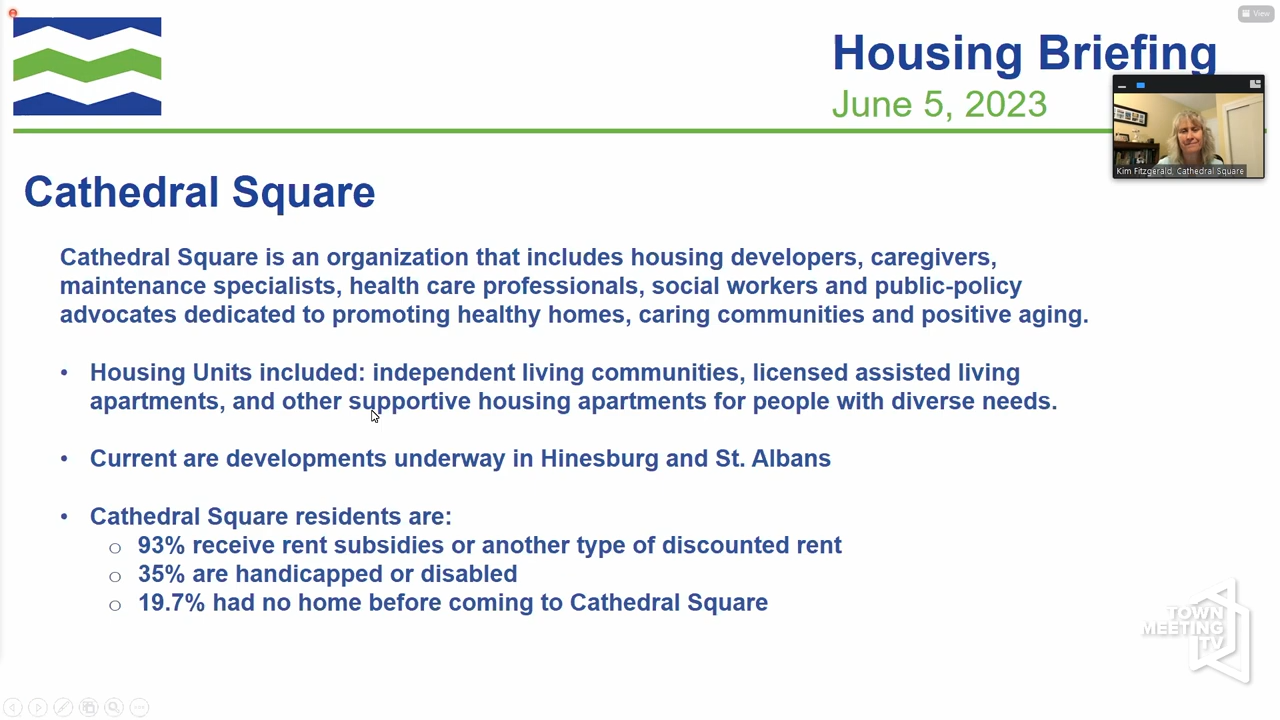 View
Housing Briefing
June 5, 2023
Kim Fitzgerald, Cathedral Square
Cathedral Square
Cathedral Square is an organization that includes housing developers, caregivers,
maintenance specialists, health care professionals, social workers and public-policy
advocates dedicated to promoting healthy homes, caring communities and positive aging.
• Housing Units included: independent living communities, licensed assisted living
apartments, and other supportive housing apartments for people with diverse needs.
• Current are developments underway in Hinesburg and St. Albans
• Cathedral Square residents are:
○ 93% receive rent subsidies or another type of discounted rent
○ 35% are handicapped or disabled
○ 19.7% had no home before coming to Cathedral Square
TOWN
MEETING
TV